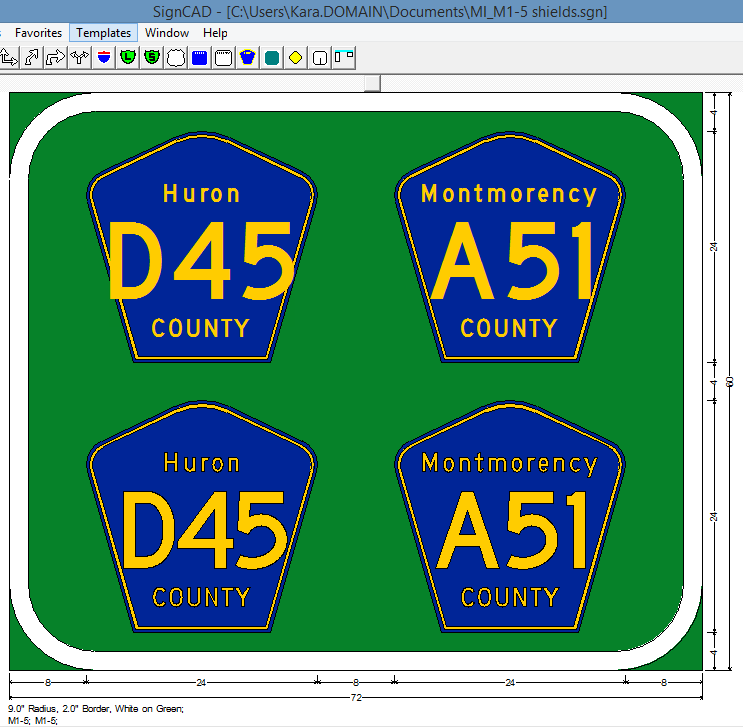 SignCAD - [C:\Users\Kara.DOMAIN\Documents\MI_M1-5 shields.sgn]
Favorites Templates Window Help
L S
Huron Montmorency
D45 A51
COUNTY COUNTY
Huron Montmorency
D45 A51
COUNTY COUNTY
4
24
4
60
24
4
8 24 8 24 8
72
9.0" Radius, 2.0" Border, White on Green;
M1-5; M1-5;